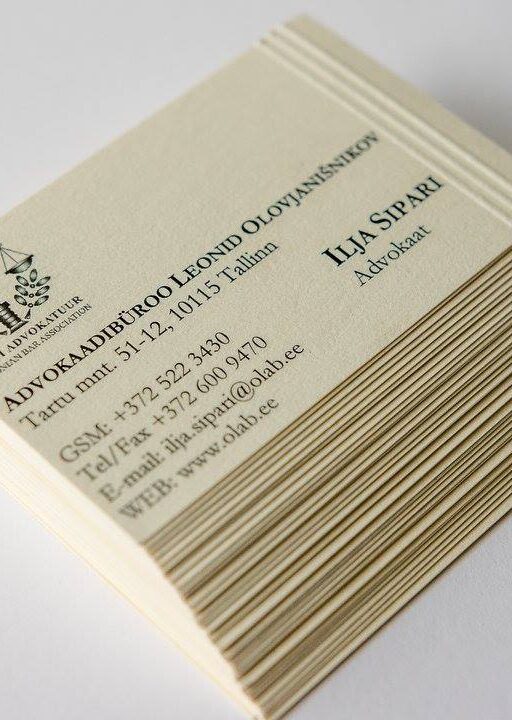 ADVOKATUUR
BAR ASSOCIATION
ADVOKAADIBÜROO LEONID OLOVJANIŠNIKOV
Tartu mnt. 51-12, 10115 Tallinn
ILJA SIPARI
Advokaat
GSM: +372 522 3430
Tel/Fax +372 600 9470
E-mail: ilja.sipari@olab.ee
WEB: www.olab.ee